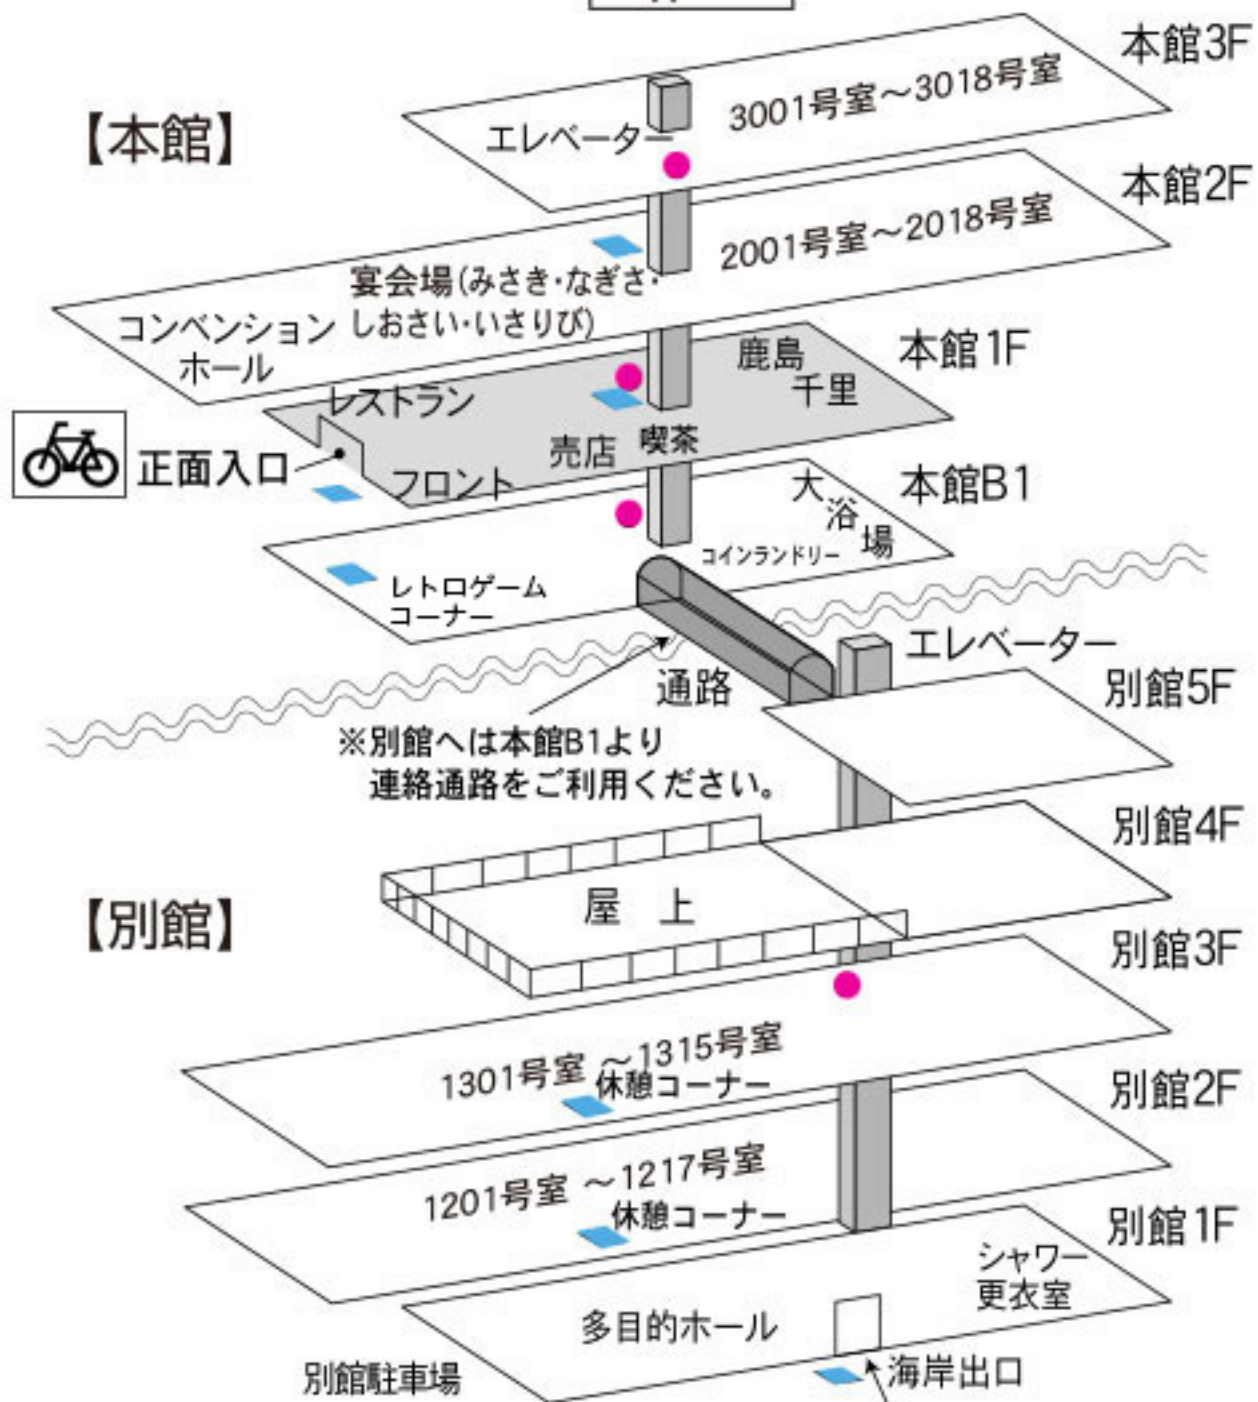 本館3F
3001号室～3018号室
【本館】
エレベーター
本館2F
2001号室～2018号室
宴会場(みさき・なぎさ・
しおさい・いさりび)
コンベンション
ホール
本館1F
鹿島
千里
レストラン
売店
喫茶
正面入口
フロント
本館B1
大浴場
コインランドリー
レトロゲーム
コーナー
エレベーター
通路
別館5F
※別館へは本館B1より
連絡通路をご利用ください。
別館4F
【別館】
屋 上
別館3F
1301号室 ～1315号室
休憩コーナー
別館2F
1201号室 ～1217号室
休憩コーナー
別館1F
シャワー
更衣室
多目的ホール
別館駐車場
海岸出口